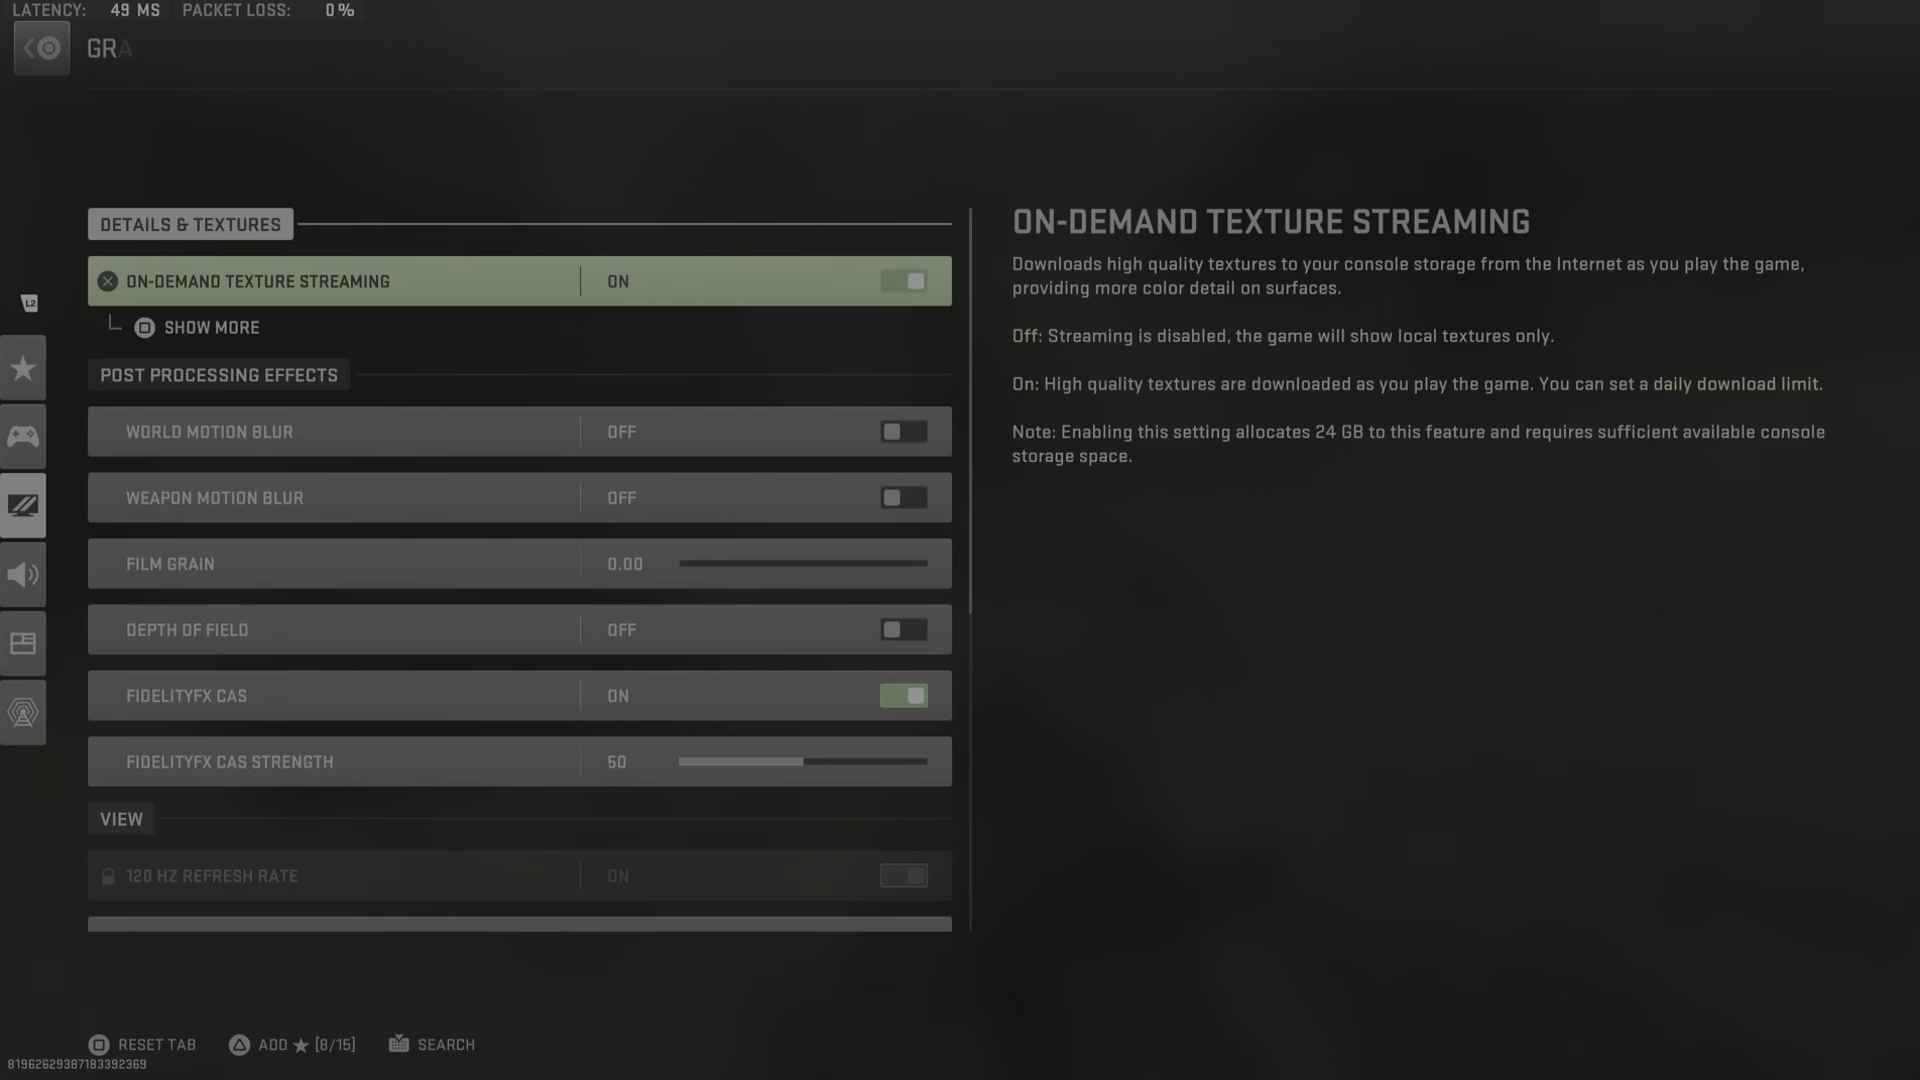 LATENCY: 49 MS PACKET LOSS: 0 %
GRA
DETAILS & TEXTURES
ON-DEMAND TEXTURE STREAMING ON
SHOW MORE
L2
POST PROCESSING EFFECTS
WORLD MOTION BLUR OFF
WEAPON MOTION BLUR OFF
FILM GRAIN 0.00
DEPTH OF FIELD OFF
FIDELITYFX CAS ON
FIDELITYFX CAS STRENGTH 50
VIEW
120 HZ REFRESH RATE ON
ON-DEMAND TEXTURE STREAMING
Downloads high quality textures to your console storage from the Internet as you play the game,
providing more color detail on surfaces.
Off: Streaming is disabled, the game will show local textures only.
On: High quality textures are downloaded as you play the game. You can set a daily download limit.
Note: Enabling this setting allocates 24 GB to this feature and requires sufficient available console
storage space.
RESET TAB ADD ★ [8/15] SEARCH
81962629387183392369